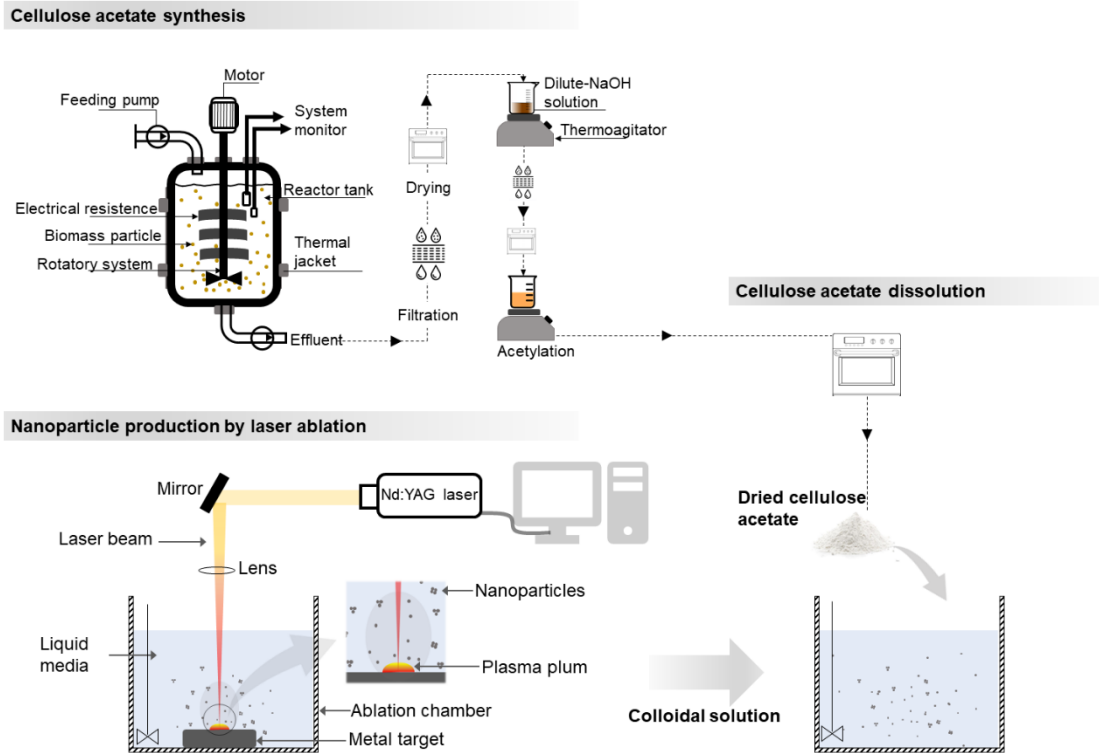 Cellulose acetate synthesis
Motor
Feeding pump
System
monitor
Reactor tank
Electrical resistence
Biomass particle
Rotatory system
Thermal
jacket
Effluent
Filtration
Drying
Dilute-NaOH
solution
Thermoagitator
Acetylation
Cellulose acetate dissolution
Dried cellulose
acetate
Nanoparticle production by laser ablation
Mirror
Nd:YAG laser
Laser beam
Lens
Nanoparticles
Plasma plum
Liquid
media
Ablation chamber
Metal target
Colloidal solution